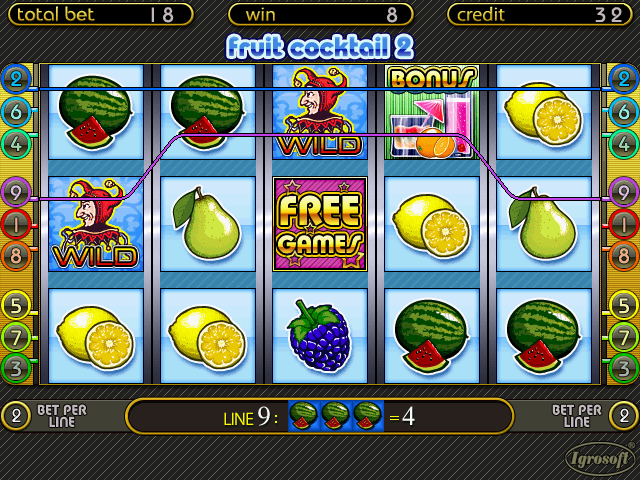 total bet 18 win 8 credit 32
fruit cocktail 2
2 BONUS 2
6 6
4 WILD 4
9 9
1 FREE 1
8 WILD GAMES 8
5 5
7 7
3 3
2 BET PER LINE LINE 9: =4 BET PER LINE 2
Igrosoft®